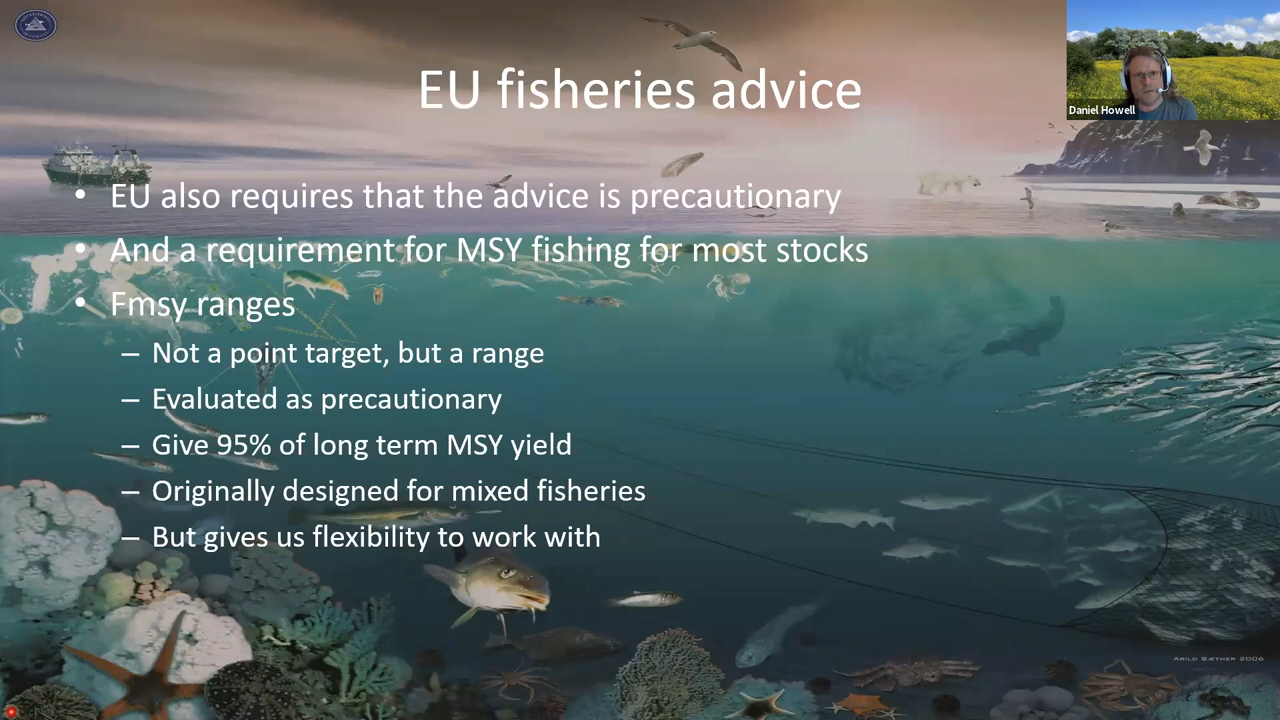 EU fisheries advice
Daniel Howell
• EU also requires that the advice is precautionary
• And a requirement for MSY fishing for most stocks
• Fmsy ranges
– Not a point target, but a range
– Evaluated as precautionary
– Give 95% of long term MSY yield
– Originally designed for mixed fisheries
– But gives us flexibility to work with
ARILD SÆTHER 2006